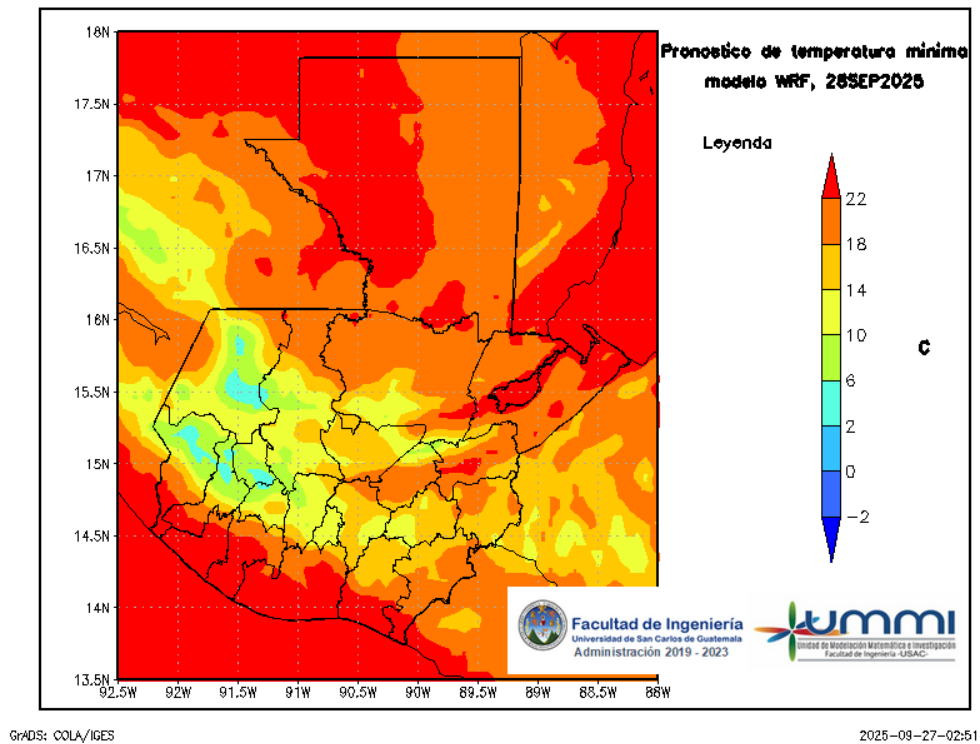 Pronostico de temperatura minima
modelo WRF, 28SEP2025
Leyenda
22
18
14
10
6
2
0
−2
C
18N
17.5N
17N
16.5N
16N
15.5N
15N
14.5N
14N
13.5N
92.5W 92W 91.5W 91W 90.5W 90W 89.5W 89W 88.5W 88W
Facultad de Ingeniería
Universidad de San Carlos de Guatemala
Administración 2019 - 2023
ummi
Unidad de Modelación Matemática e Investigación
Facultad de Ingeniería -USAC-
GrADS: COLA/IGES
2025-09-27-02:51